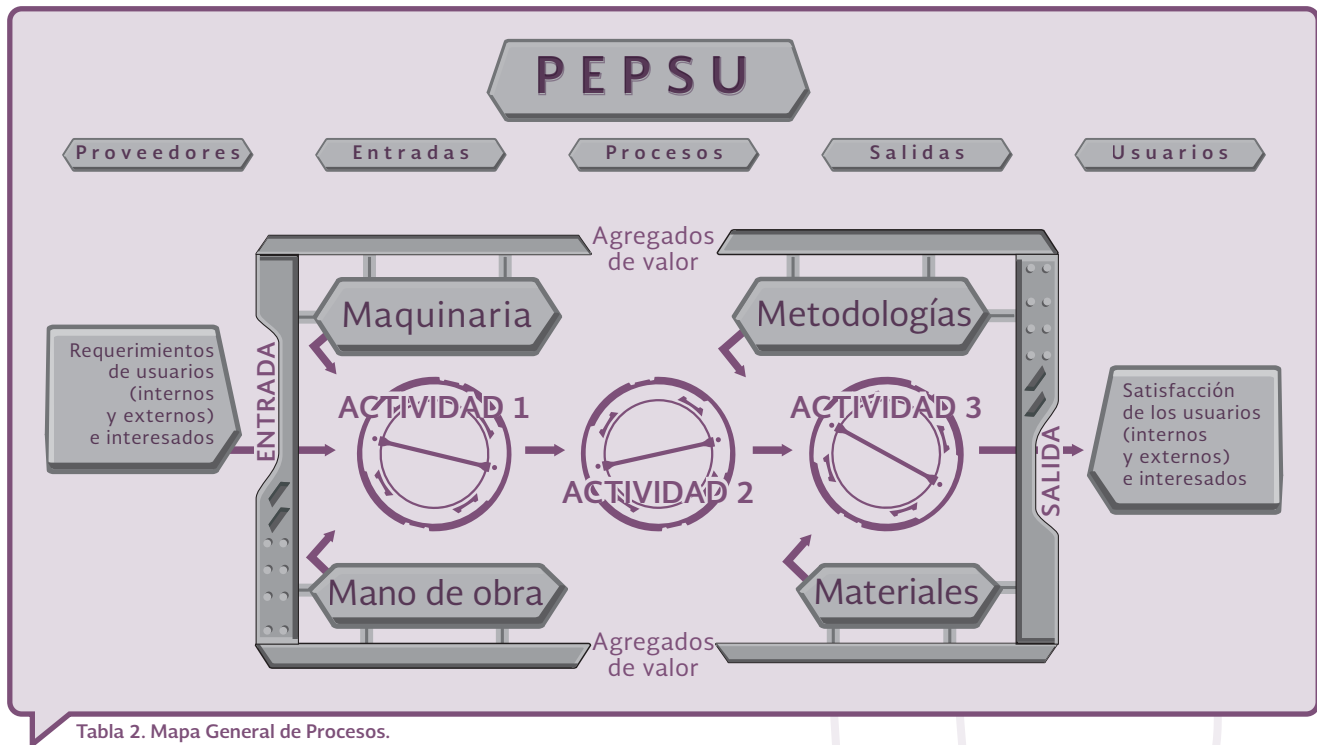 PEPSU
Proveedores
Entradas
Procesos
Salidas
Usuarios
Agregados
de valor
Maquinaria
Metodologías
Requerimientos
de usuarios
(internos
y externos)
e interesados
ENTRADA
ACTIVIDAD 1
ACTIVIDAD 2
ACTIVIDAD 3
SALIDA
Satisfacción
de los usuarios
(internos
y externos)
e interesados
Mano de obra
Materiales
Agregados
de valor
Tabla 2. Mapa General de Procesos.